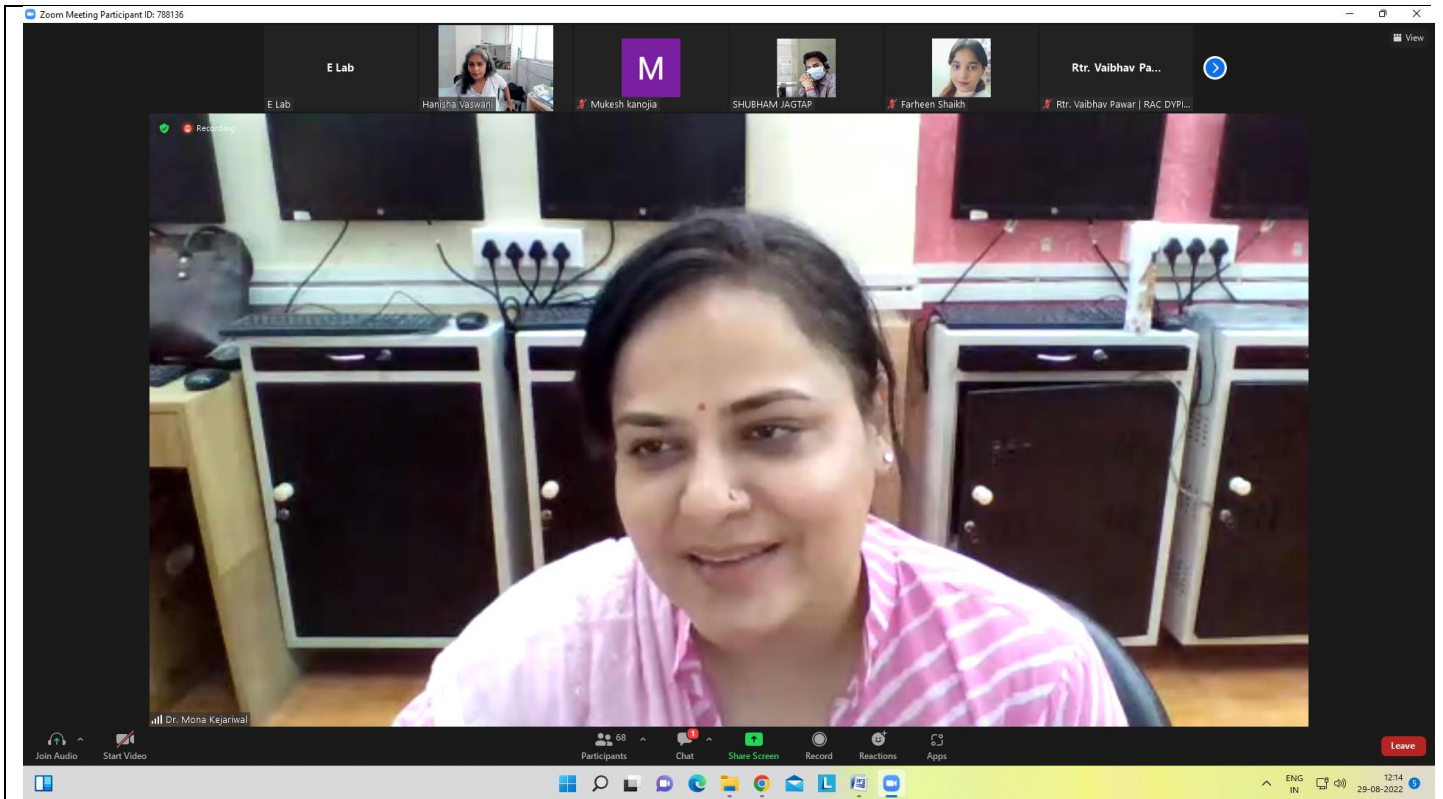 Zoom Meeting Participant ID: 788136
View
E Lab
M
Rtr. Vaibhav Pa...
E Lab
Hanisha Vaswani
Mukesh kanojia
SHUBHAM JAGTAP
Farheen Shaikh
Rtr. Vaibhav Pawar | RAC DYPI...
Recording
Dr. Mona Kejariwal
68
1
Join Audio
Start Video
Participants
Chat
Share Screen
Record
Reactions
Apps
Leave
L
ENG
IN
12:14
29-08-2022
5